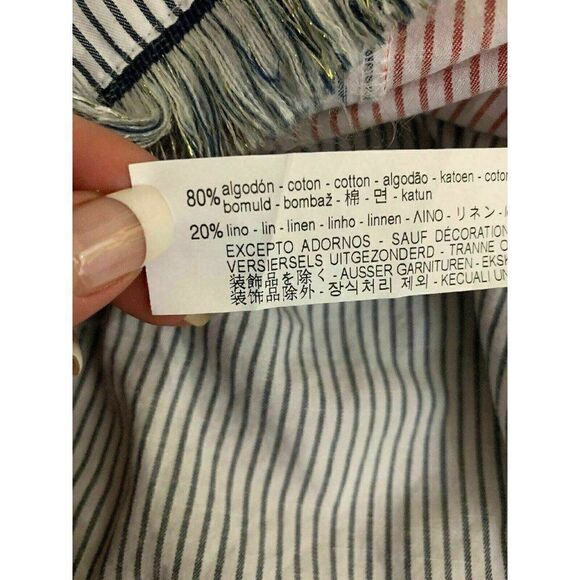 80% algodón - coton - cotton - algodão - katoen -
bomuld - bombaž - 棉 - 면 - katun
20% lino - lin - linen - linho - linnen - ΛΙΝΟ - リネン -
EXCEPTO ADORNOS - SAUF DÉCORATION
VERSIERSELS UITGEZONDERD - TRANNE
装飾品を除く - AUSSER GARNITUREN -
装饰品除外 - 장식처리 제외 - KECUALI